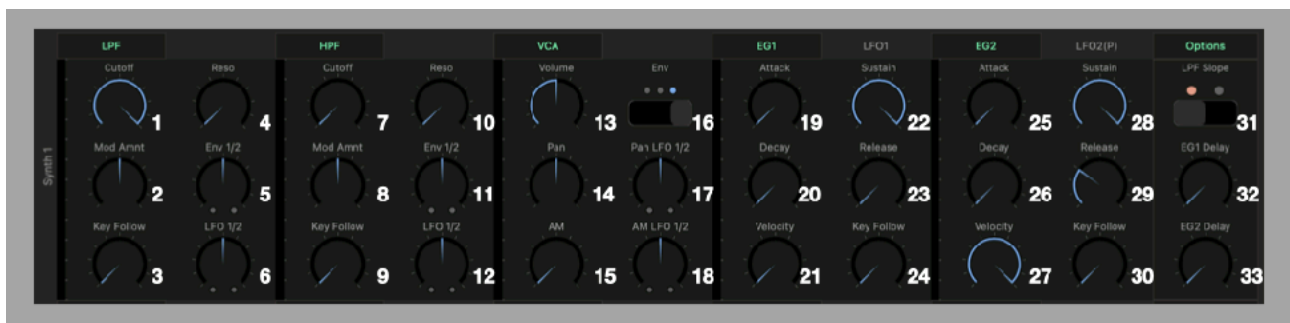 LPF HPF VCA EG1 LFO1 EG2 LFO2(P) Options
Cutoff Reso Cutoff Reso Volume Env Attack Sustain Attack Sustain LPF Slope
1 4 7 10 13 16 19 22 25 28 31
Synth 1
Mod Amnt Env 1/2 Mod Amnt Env 1/2 Pan Pan LFO 1/2 Decay Release Decay Release EG1 Delay
2 5 8 11 14 17 20 23 26 29 32
Key Follow LFO 1/2 Key Follow LFO 1/2 AM AM LFO 1/2 Velocity Key Follow Velocity Key Follow EG2 Delay
3 6 9 12 15 18 21 24 27 30 33